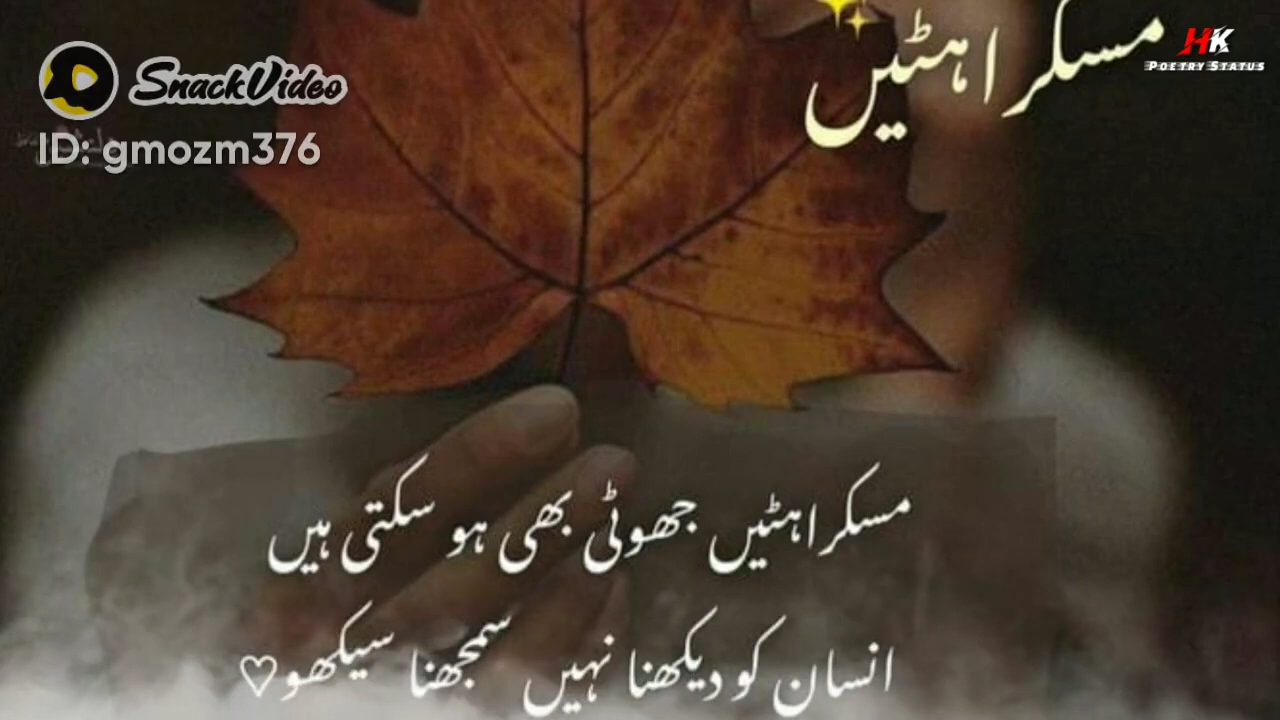 SnackVideo
ID: gmozm376
HK
POETRY STATUS
مسکراہٹیں
مسکراہٹیں جھوٹی بھی ہو سکتی ہیں
انسان کو دیکھنا نہیں سمجھنا سیکھو♡